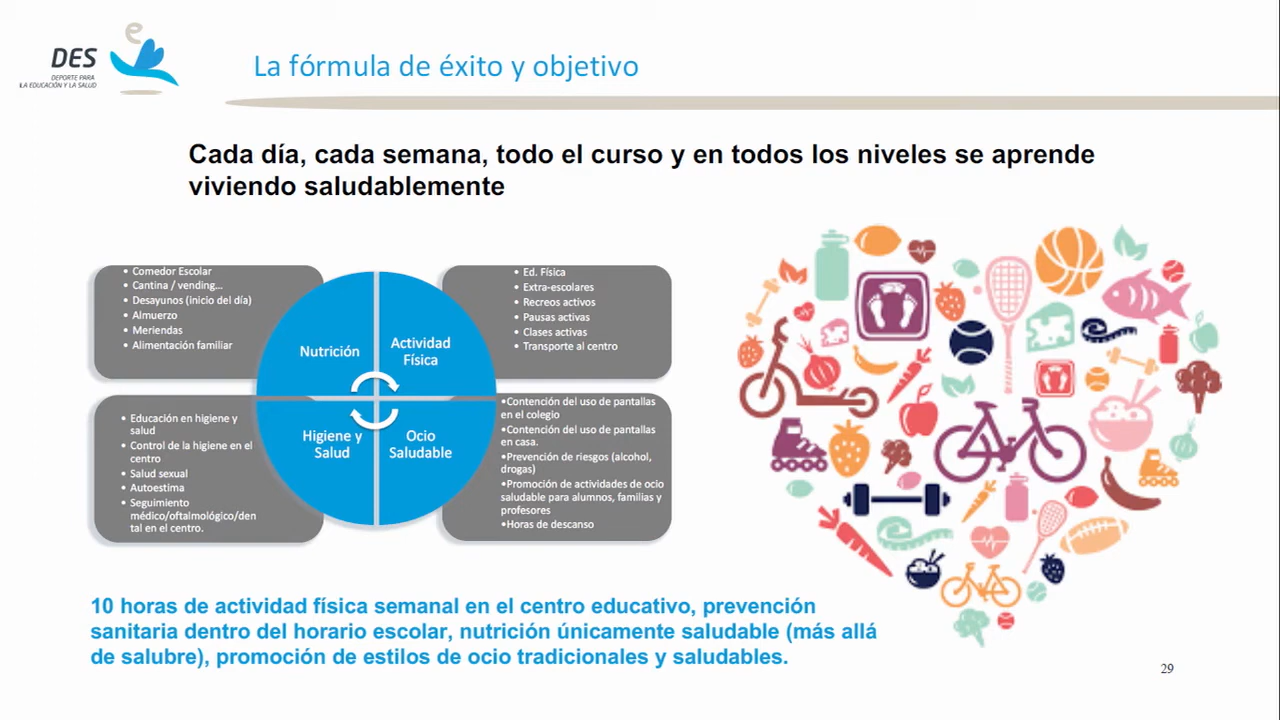 DES
DEPORTE PARA
LA EDUCACIÓN Y LA SALUD
La fórmula de éxito y objetivo
Cada día, cada semana, todo el curso y en todos los niveles se aprende
viviendo saludablemente
• Comedor Escolar
• Cantina / vending…
• Desayunos (inicio del día)
• Almuerzo
• Meriendas
• Alimentación familiar
Nutrición
Actividad
Física
• Ed. Física
• Extra-escolares
• Recreos activos
• Pausas activas
• Clases activas
• Transporte al centro
• Educación en higiene y
salud
• Control de la higiene en el
centro
• Salud sexual
• Autoestima
• Seguimiento
médico/oftalmológico/den
tal en el centro.
Higiene y
Salud
Ocio
Saludable
•Contención del uso de pantallas
en el colegio
•Contención del uso de pantallas
en casa.
•Prevención de riesgos (alcohol,
drogas)
•Promoción de actividades de ocio
saludable para alumnos, familias y
profesores
•Horas de descanso
10 horas de actividad física semanal en el centro educativo, prevención
sanitaria dentro del horario escolar, nutrición únicamente saludable (más allá
de salubre), promoción de estilos de ocio tradicionales y saludables.
29